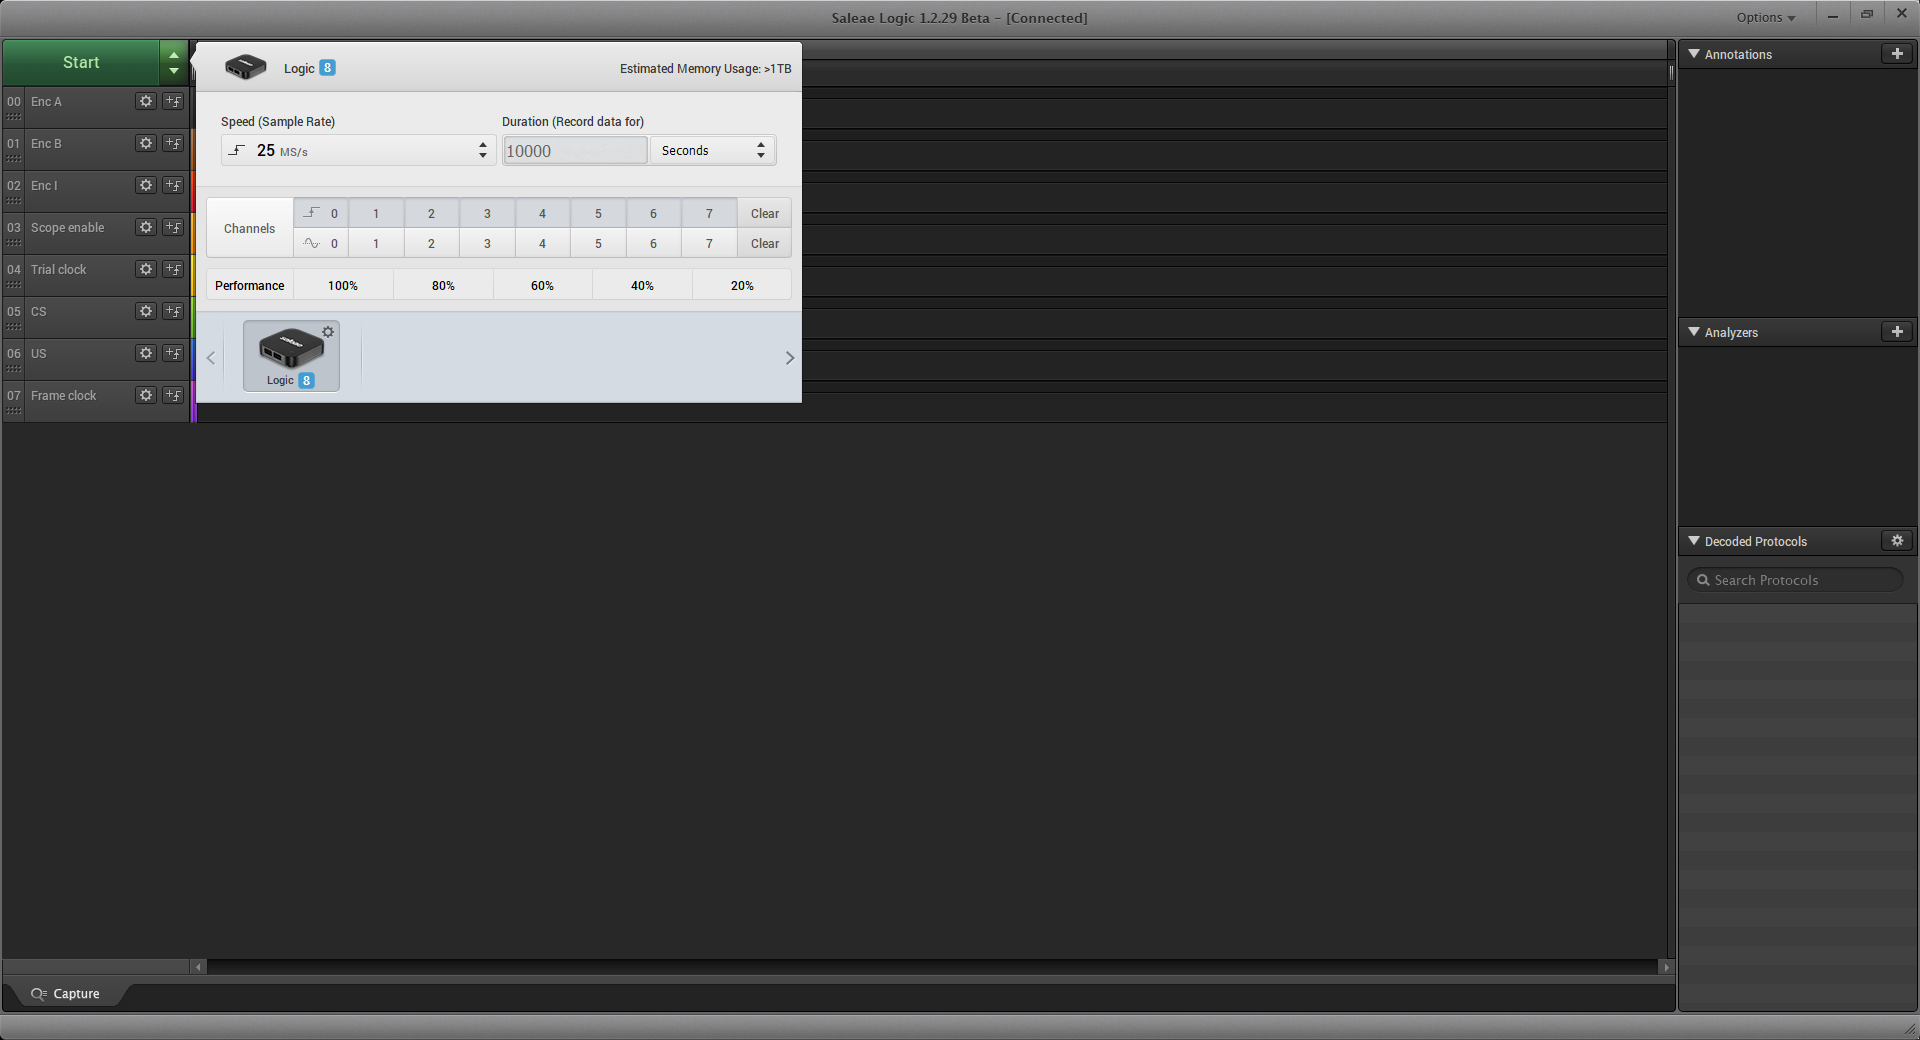 Saleae Logic 1.2.29 Beta - [Connected]
Options
Start
Logic 8
Estimated Memory Usage: >1TB
Speed (Sample Rate)
Duration (Record data for)
25 MS/s
10000
Seconds
Channels
0 1 2 3 4 5 6 7 Clear
0 1 2 3 4 5 6 7 Clear
Performance 100% 80% 60% 40% 20%
saleae
Logic 8
00 Enc A
01 Enc B
02 Enc I
03 Scope enable
04 Trial clock
05 CS
06 US
07 Frame clock
Annotations
Analyzers
Decoded Protocols
Search Protocols
Capture